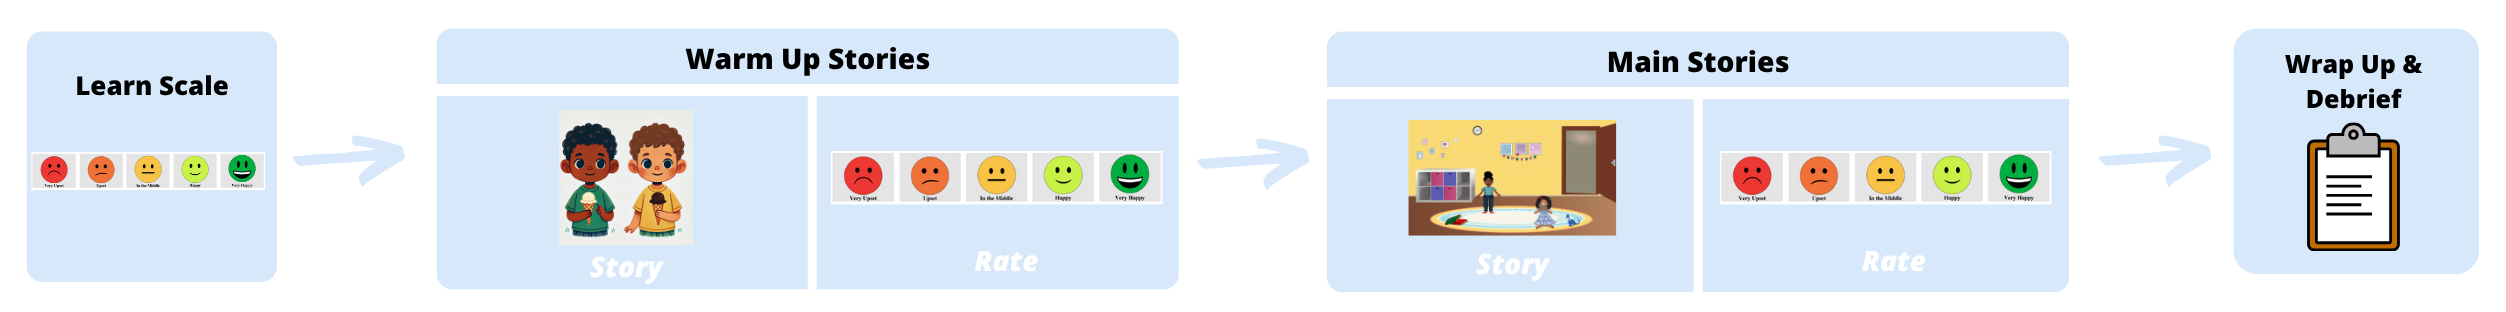 Learn Scale
Very Upset
Upset
In the Middle
Happy
Very Happy
Warm Up Stories
Story
Very Upset
Upset
In the Middle
Happy
Very Happy
Rate
Main Stories
Story
Very Upset
Upset
In the Middle
Happy
Very Happy
Rate
Wrap Up &
Debrief